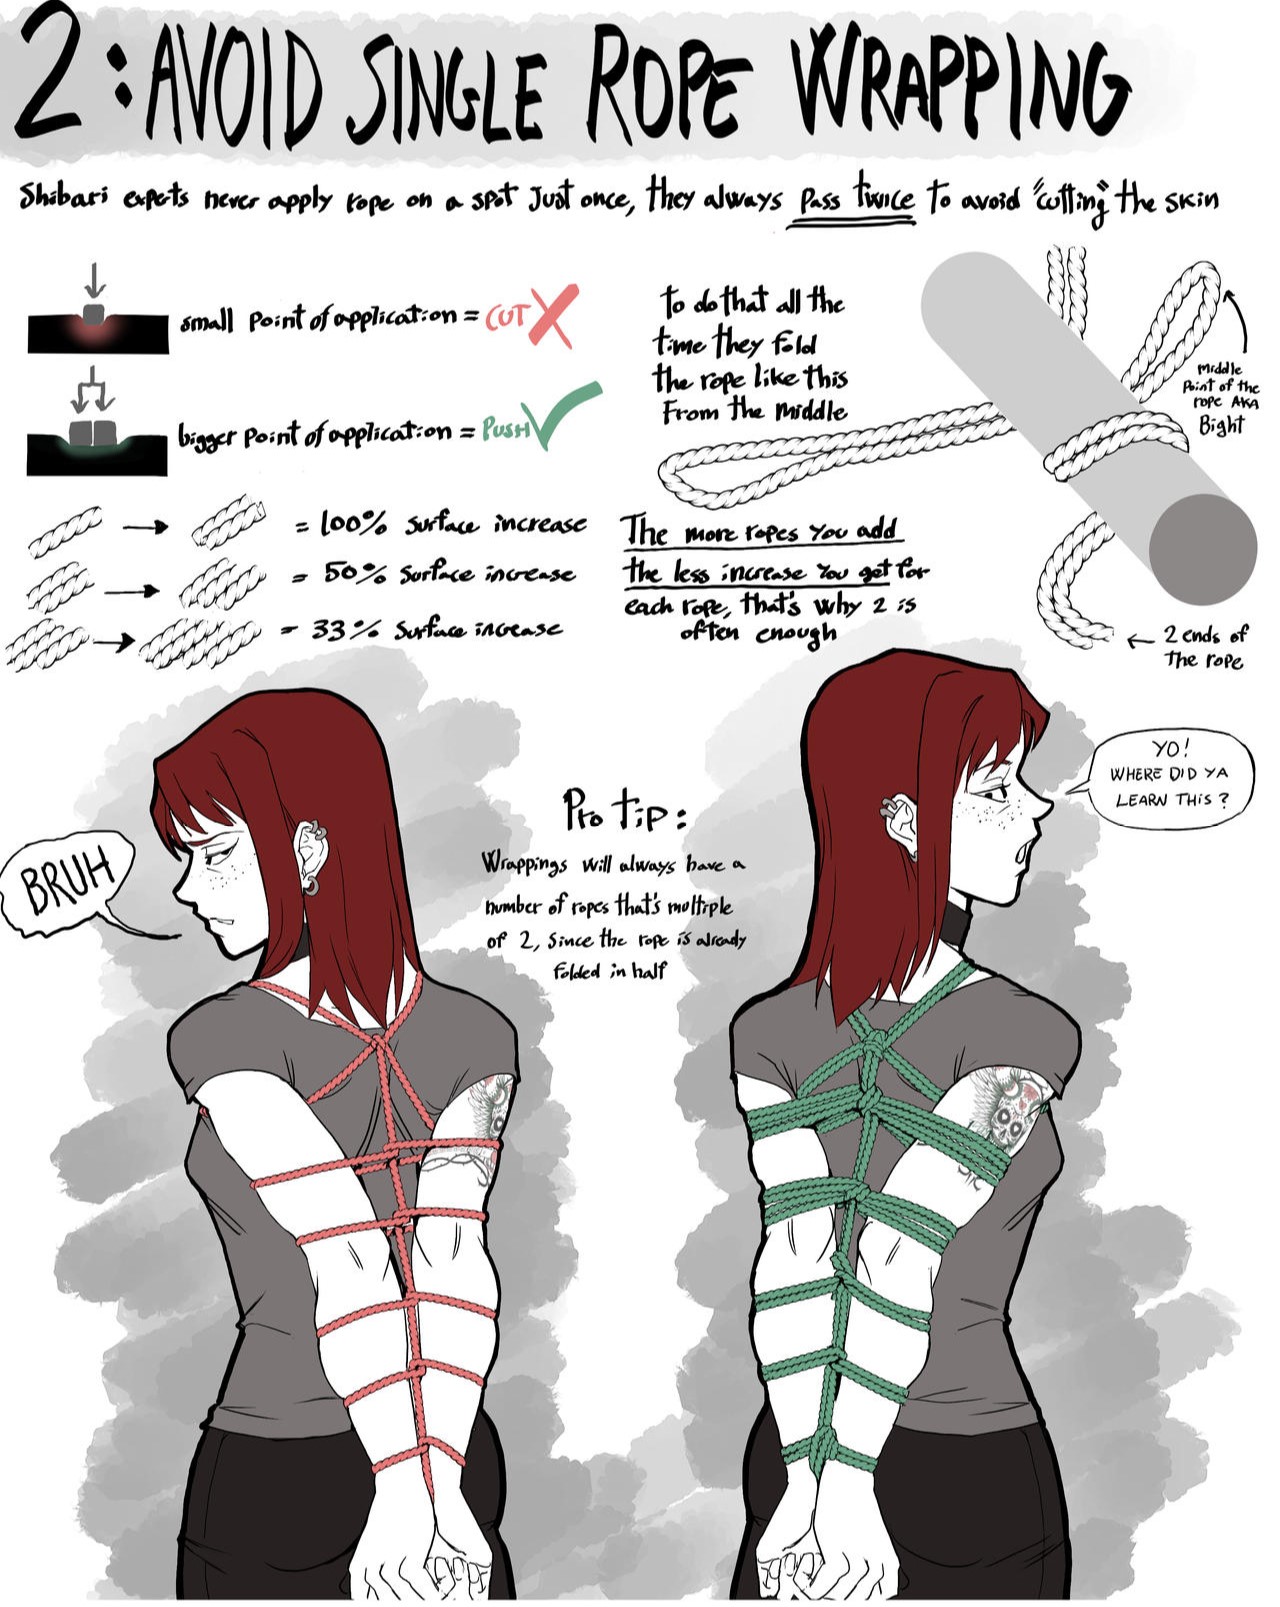 2: AVOID SINGLE ROPE WRAPPING
Shibari experts never apply rope on a spot Just once, they always pass twice to avoid "cutting" the skin
small point of application = CUT
bigger point of application = PUSH
= 100% surface increase
= 50% surface increase
= 33% surface increase
To do that all the
time they fold
the rope like this
From the middle
Middle
Point of the
rope AKA
Bight
The more ropes you add
the less increase you get for
each rope, that's why 2 is
often enough
2 ends of
the rope
BRUH
Pro tip:
Wrappings will always have a
number of ropes that's multiple
of 2, since the rope is already
folded in half
YO!
WHERE DID YA
LEARN THIS?